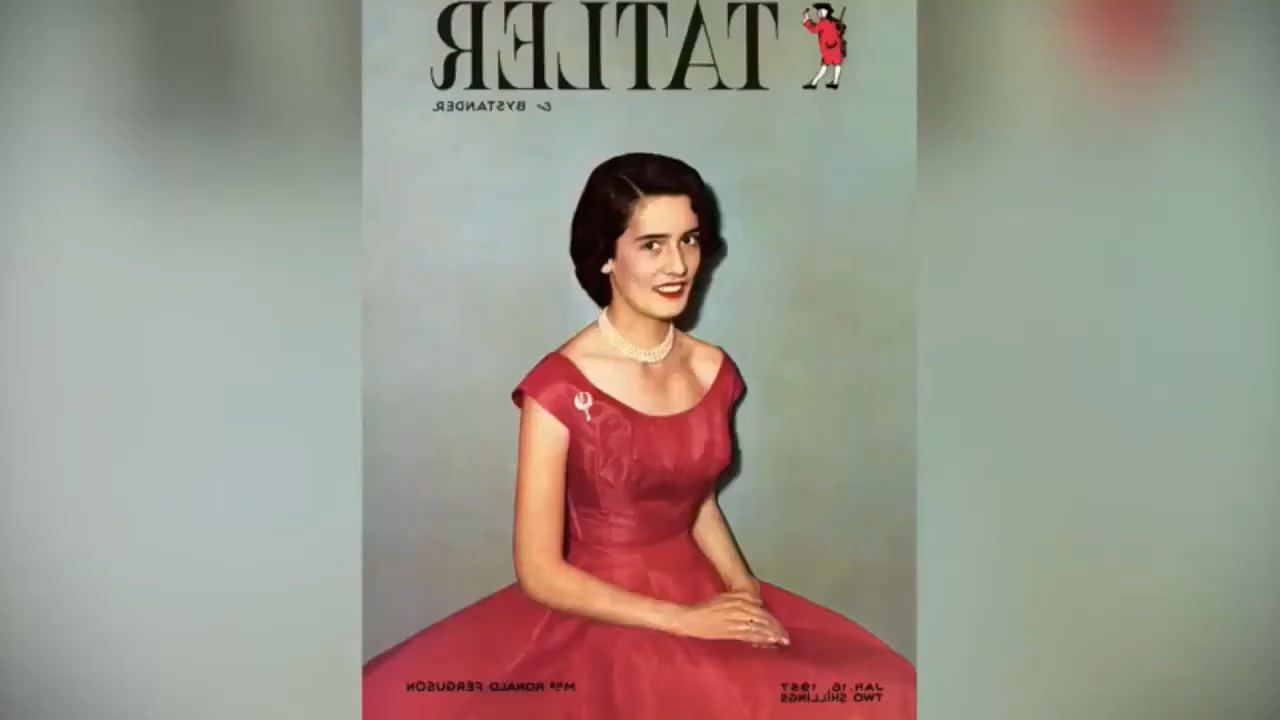 TATLER
& BYSTANDER
Mrs RONALD FERGUSON
JAN. 16, 1957
TWO SHILLINGS